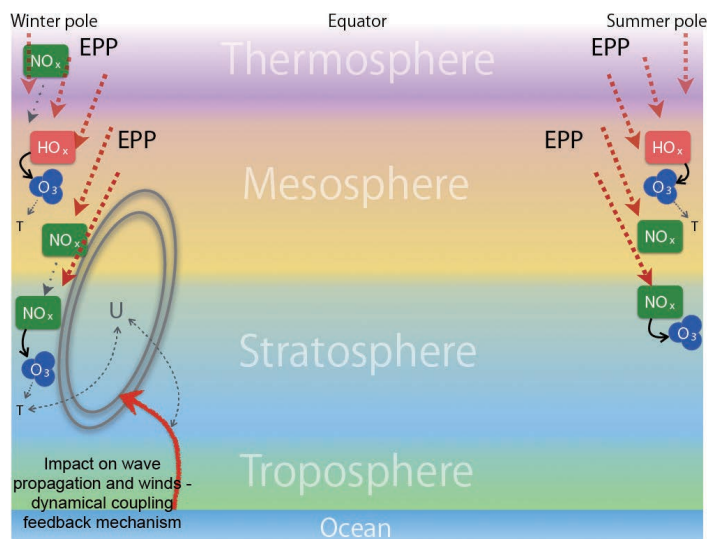 Winter pole
Equator
Summer pole
Thermosphere
EPP
EPP
NOx
HOx
HOx
EPP
EPP
O3
O3
Mesosphere
T
T
NOx
NOx
NOx
NOx
U
O3
O3
Stratosphere
T
Impact on wave
propagation and winds -
dynamical coupling
feedback mechanism
Troposphere
Ocean